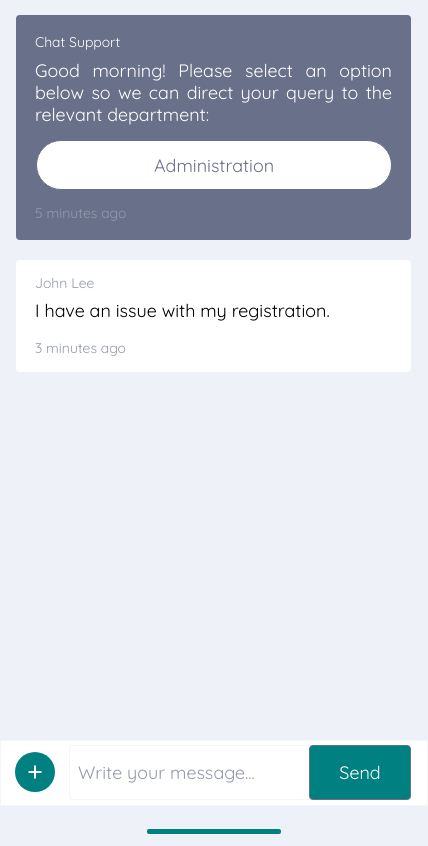 Chat Support
Good morning! Please select an option
below so we can direct your query to the
relevant department:
Administration
5 minutes ago
John Lee
I have an issue with my registration.
3 minutes ago
Write your message...
Send